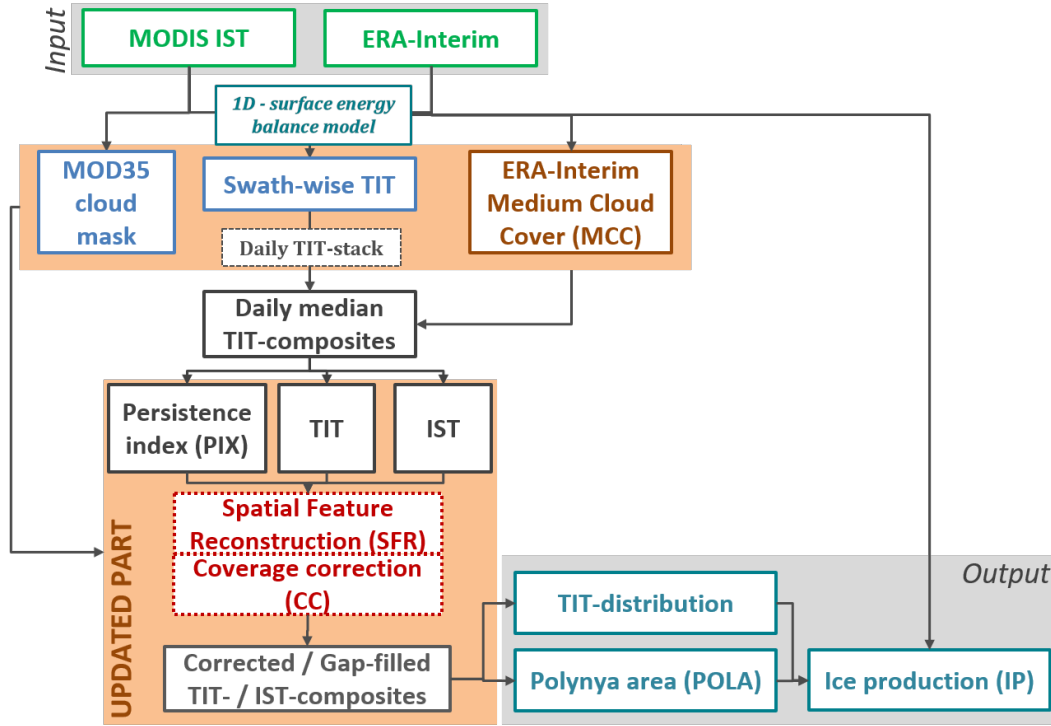 Input
MODIS IST
ERA-Interim
1D - surface energy
balance model
MOD35
cloud
mask
Swath-wise TIT
ERA-Interim
Medium Cloud
Cover (MCC)
Daily TIT-stack
Daily median
TIT-composites
Persistence
index (PIX)
TIT
IST
UPDATED PART
Spatial Feature
Reconstruction (SFR)
Coverage correction
(CC)
Corrected / Gap-filled
TIT- / IST-composites
Output
TIT-distribution
Polynya area (POLA)
Ice production (IP)